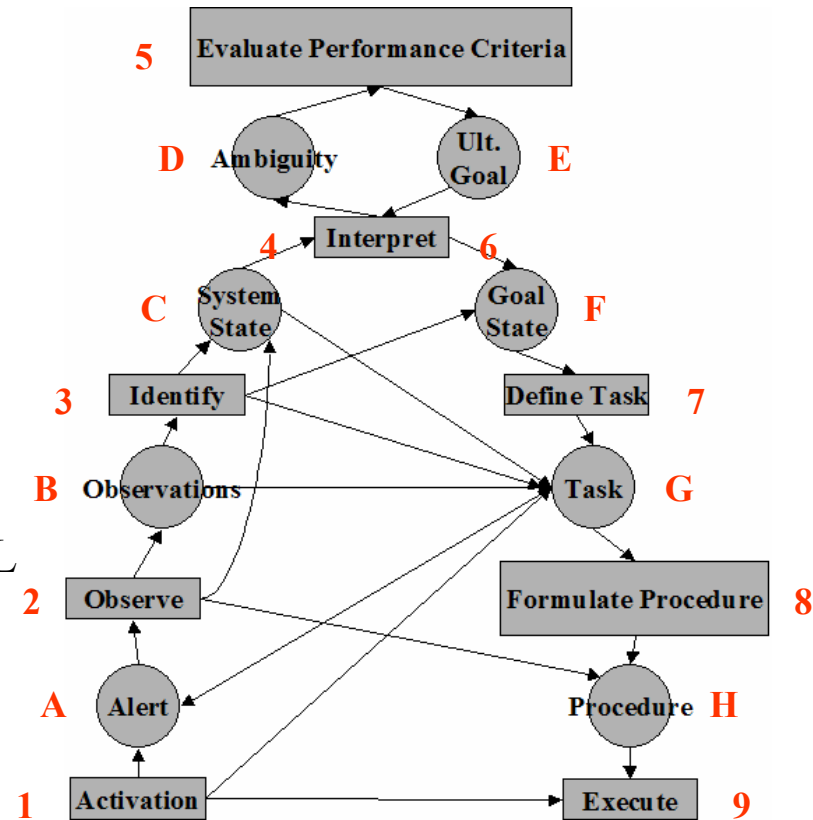 5
Evaluate Performance Criteria
D
Ambiguity
Ult.
Goal
E
4
Interpret
6
C
System
State
Goal
State
F
3
Identify
Define Task
7
B
Observations
Task
G
L
2
Observe
Formulate Procedure
8
A
Alert
Procedure
H
1
Activation
Execute
9